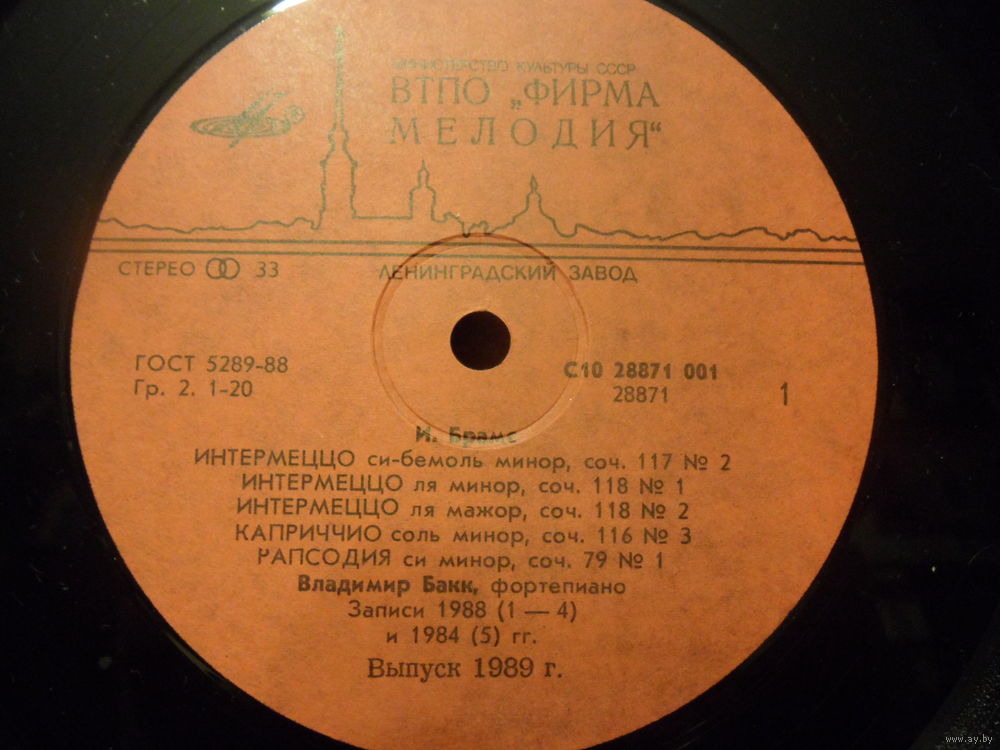 МИНИСТЕРСТВО КУЛЬТУРЫ СССР
ВТПО „ФИРМА
МЕЛОДИЯ“
СТЕРЕО 33
ЛЕНИНГРАДСКИЙ ЗАВОД
ГОСТ 5289-88
Гр. 2. 1-20
С10 28871 001
28871
1
И. Брамс
ИНТЕРМЕЦЦО си-бемоль минор, соч. 117 № 2
ИНТЕРМЕЦЦО ля минор, соч. 118 № 1
ИНТЕРМЕЦЦО ля мажор, соч. 118 № 2
КАПРИЧЧИО соль минор, соч. 116 № 3
РАПСОДИЯ си минор, соч. 79 № 1
Владимир Бакк, фортепиано
Записи 1988 (1 — 4)
и 1984 (5) гг.
Выпуск 1989 г.
www.ay.by